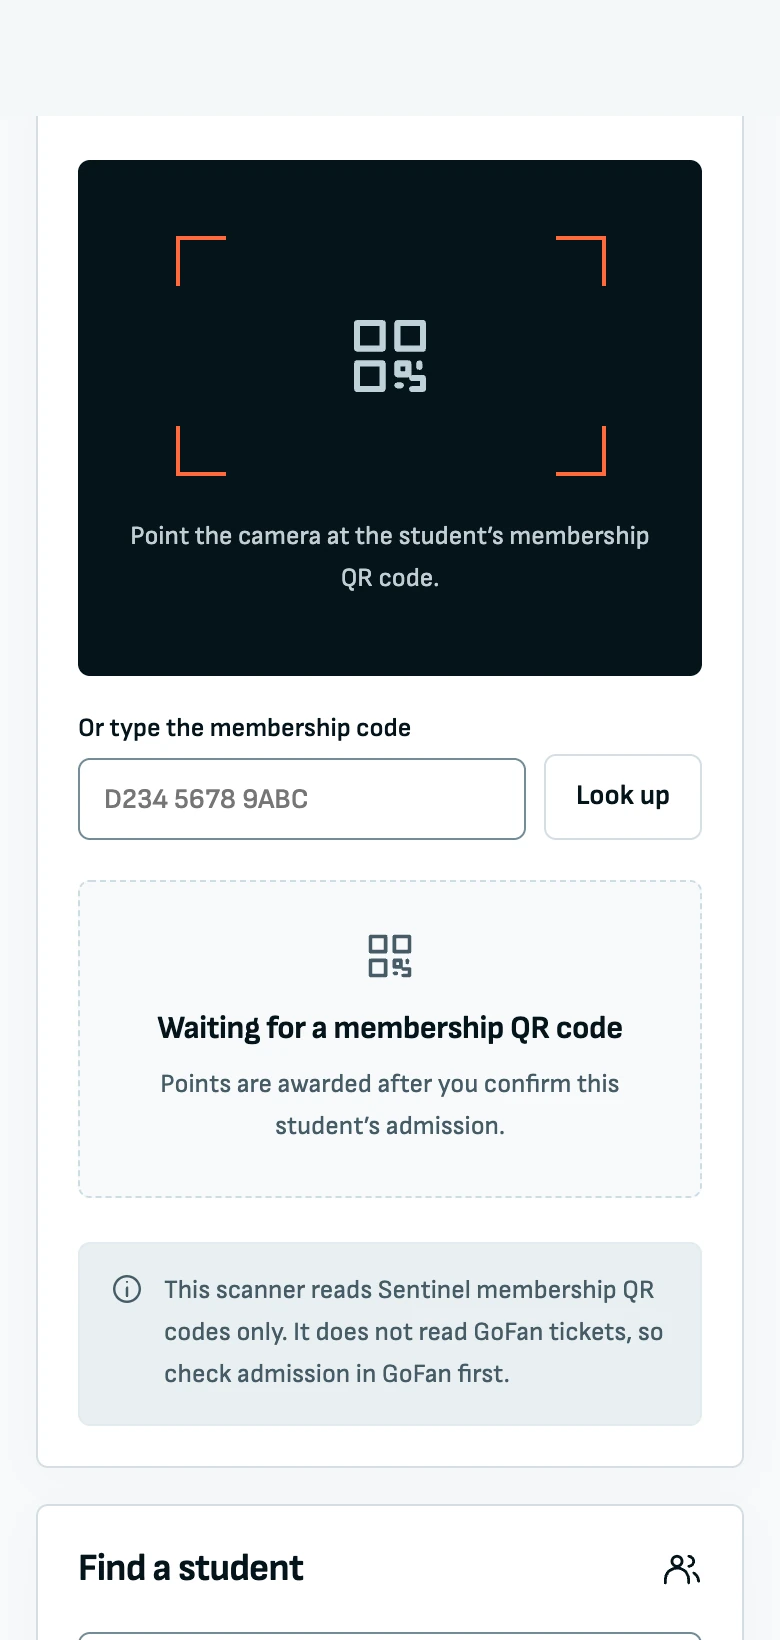 Point the camera at the student’s membership
QR code.
Or type the membership code
D234 5678 9ABC
Look up
Waiting for a membership QR code
Points are awarded after you confirm this
student’s admission.
This scanner reads Sentinel membership QR
codes only. It does not read GoFan tickets, so
check admission in GoFan first.
Find a student